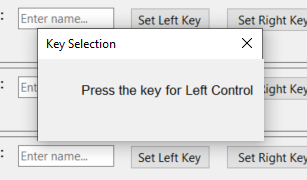 : Enter name... Set Left Key Set Right Key
Key Selection
Press the key for Left Control
: Key
: Enter name... Set Left Key Set Right Key